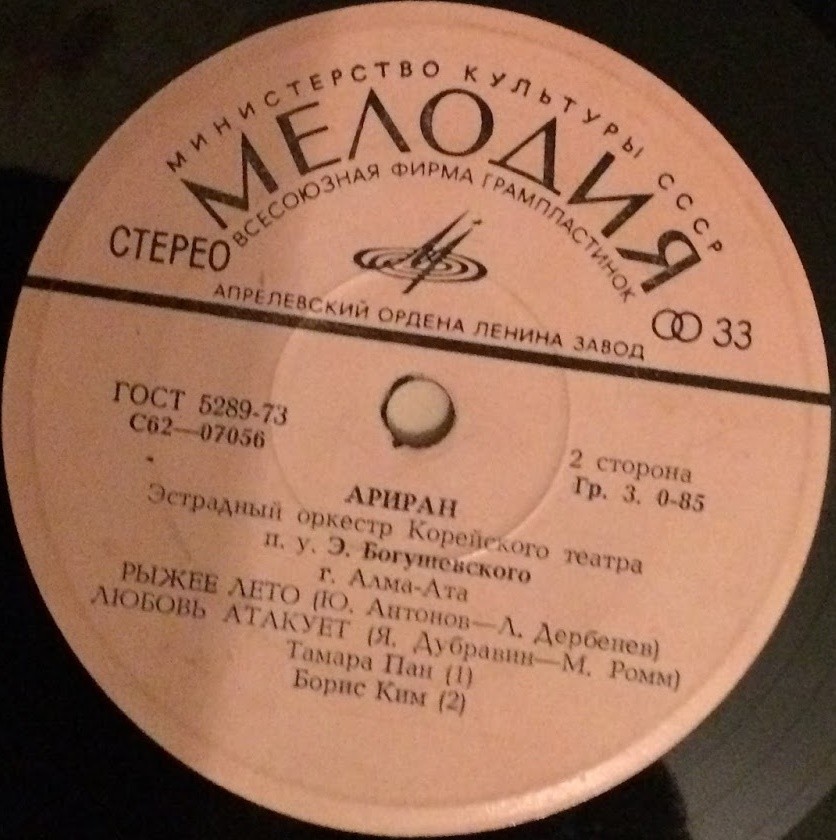 МИНИСТЕРСТВО КУЛЬТУРЫ СССР
МЕЛОДИЯ
ВСЕСОЮЗНАЯ ФИРМА ГРАМПЛАСТИНОК
СТЕРЕО
АПРЕЛЕВСКИЙ ОРДЕНА ЛЕНИНА ЗАВОД
33
ГОСТ 5289-73
С62—07056
2 сторона
Гр. 3. 0-85
АРИРАН
Эстрадный оркестр Корейского театра
п. у. Э. Богушевского
г. Алма-Ата
РЫЖЕЕ ЛЕТО (Ю. Антонов—Л. Дербенев)
ЛЮБОВЬ АТАКУЕТ (Я. Дубравин—М. Ромм)
Тамара Пан (1)
Борис Ким (2)